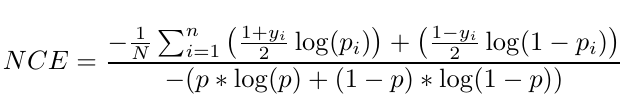 $NCE = \frac{-\frac{1}{N} \sum_{i=1}^{n} \left( \frac{1+y_i}{2} \log(p_i) \right) + \left( \frac{1-y_i}{2} \log(1-p_i) \right)}{-(p * \log(p) + (1-p) * \log(1-p))}$